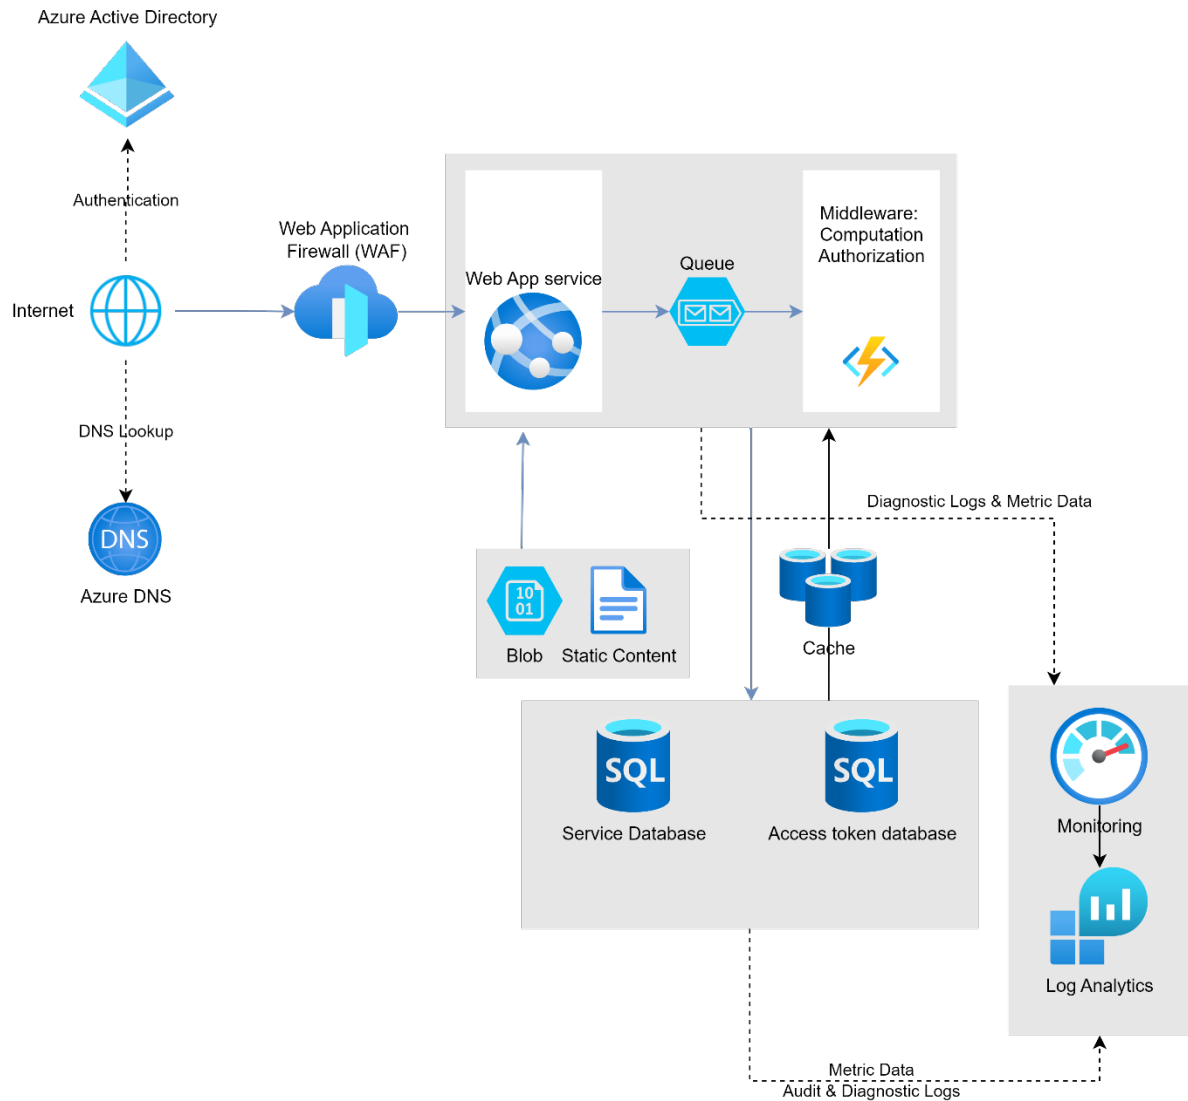 Azure Active Directory
Authentication
Internet
DNS Lookup
DNS
Azure DNS
Web Application
Firewall (WAF)
Web App service
Queue
Middleware:
Computation
Authorization
Diagnostic Logs & Metric Data
10
01
Blob
Static Content
Cache
SQL
Service Database
SQL
Access token database
Monitoring
Log Analytics
Metric Data
Audit & Diagnostic Logs